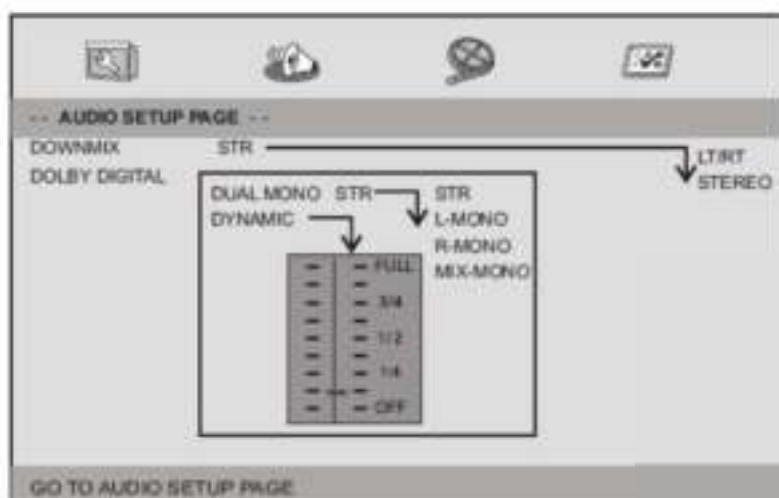 -- AUDIO SETUP PAGE --
DOWNMIX STR LT/RT
STEREO
DOLBY DIGITAL
DUAL MONO STR STR
DYNAMIC L-MONO
R-MONO
MIX-MONO
FULL
3/4
1/2
1/4
OFF
GO TO AUDIO SETUP PAGE